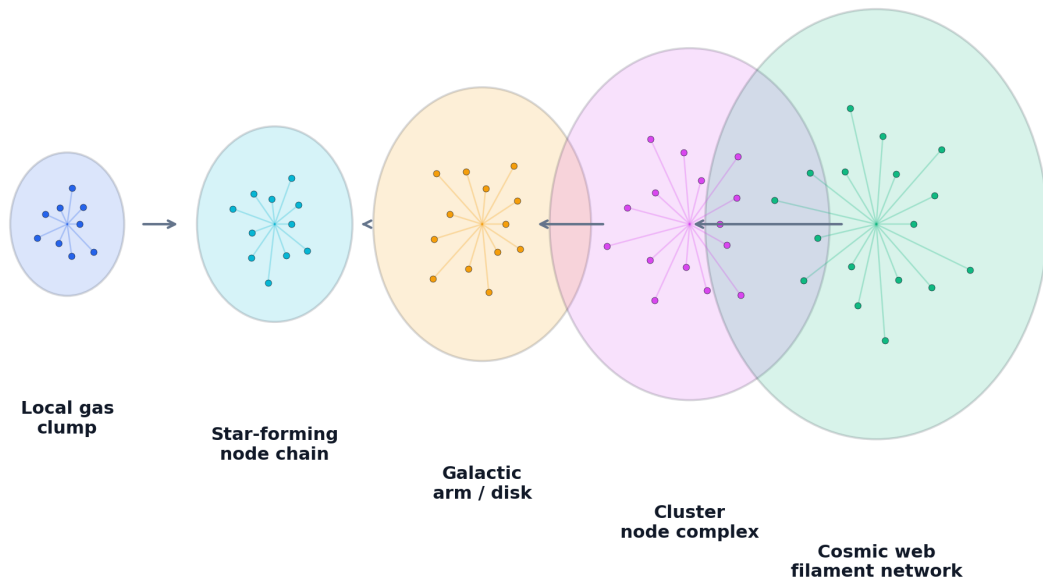 Local gas
clump
Star-forming
node chain
Galactic
arm / disk
Cluster
node complex
Cosmic web
filament network